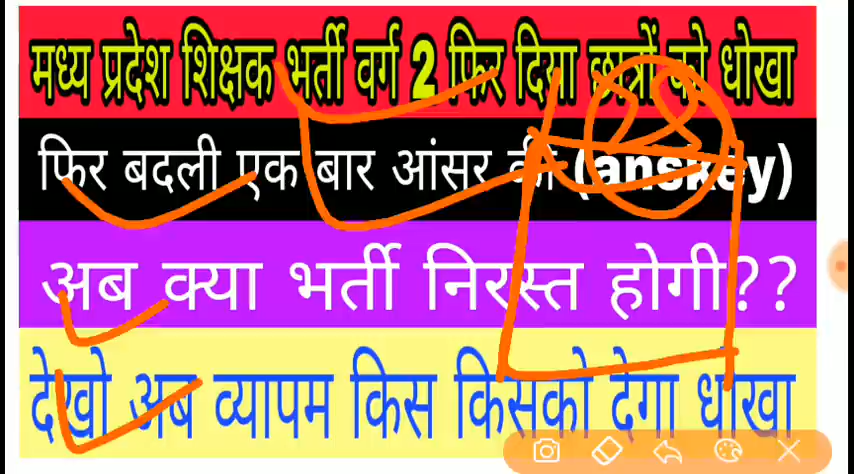 मध्य प्रदेश शिक्षक भर्ती वर्ग 2 फिर दिया छात्रों को धोखा
फिर बदली एक बार आंसर की (anskey)
अब क्या भर्ती निरस्त होगी??
देखो अब व्यापम किस किसको देगा धोखा